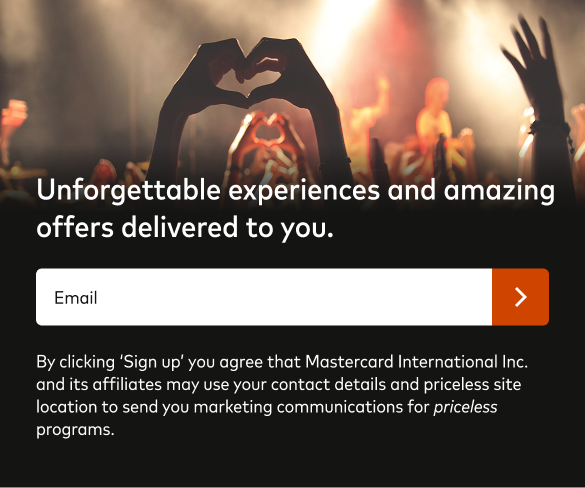 Unforgettable experiences and amazing
offers delivered to you.
Email
By clicking ‘Sign up’ you agree that Mastercard International Inc.
and its affiliates may use your contact details and priceless site
location to send you marketing communications for priceless
programs.